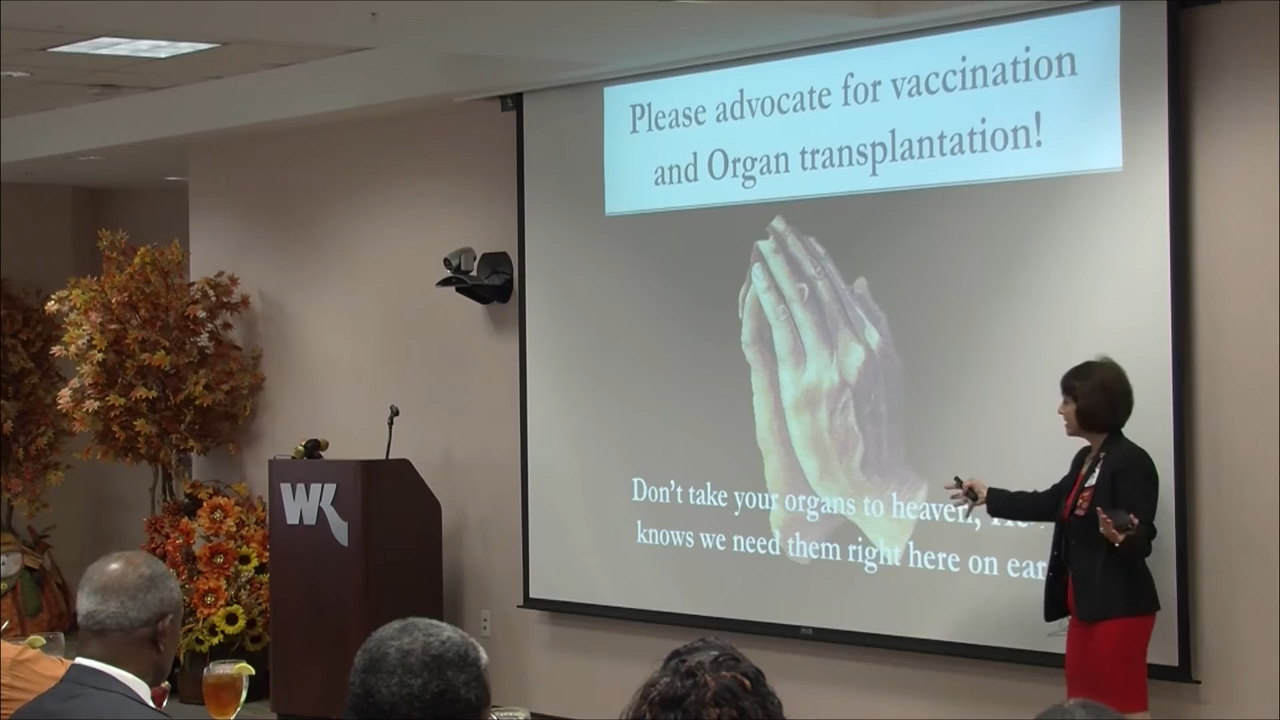 Please advocate for vaccination
and Organ transplantation!
Don't take your organs to heaven,
knows we need them right here on
WK